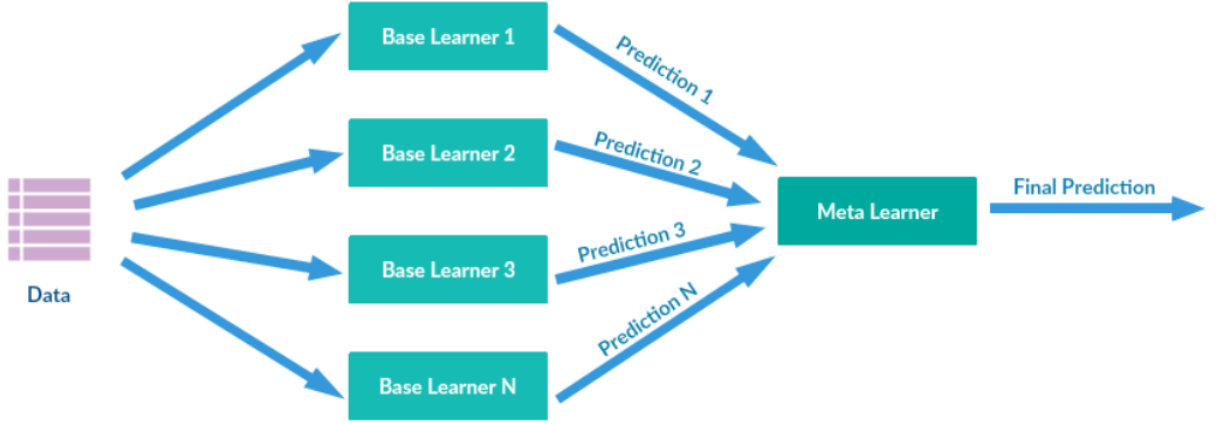 Base Learner 1
Prediction 1
Base Learner 2
Prediction 2
Data
Meta Learner
Final Prediction
Base Learner 3
Prediction 3
Base Learner N
Prediction N